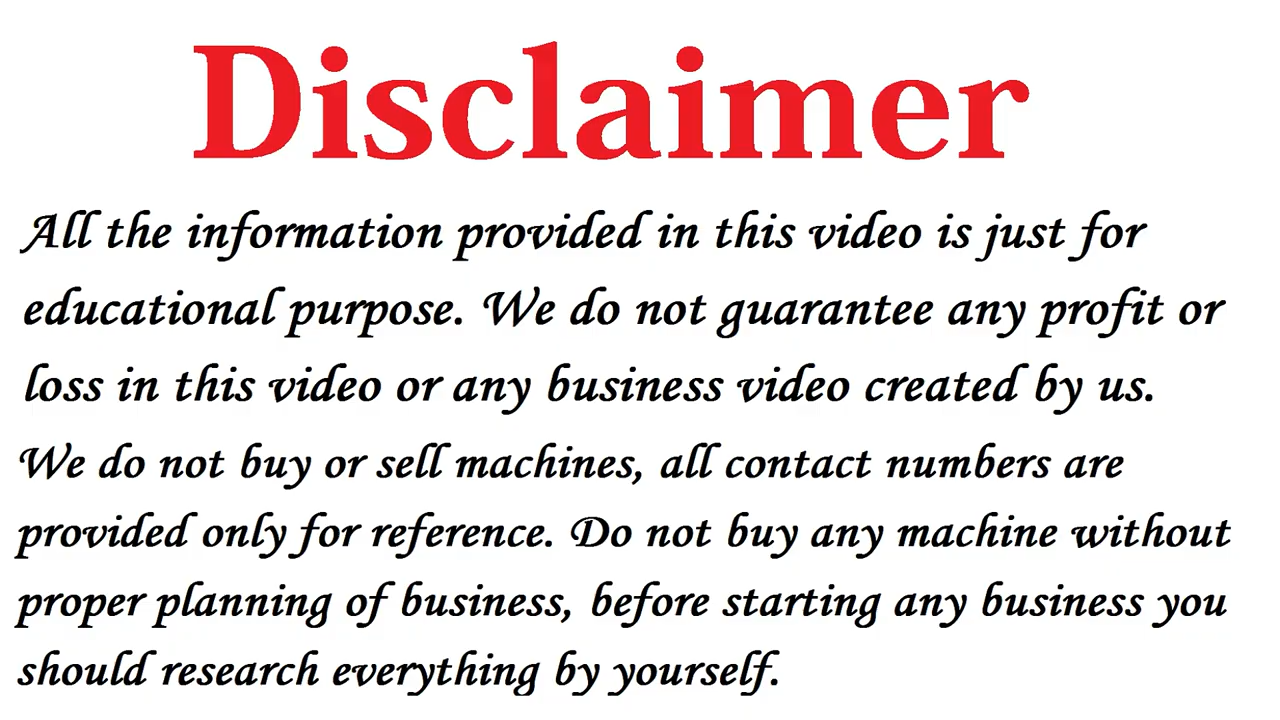 Disclaimer
All the information provided in this video is just for
educational purpose. We do not guarantee any profit or
loss in this video or any business video created by us.
We do not buy or sell machines, all contact numbers are
provided only for reference. Do not buy any machine without
proper planning of business, before starting any business you
should research everything by yourself.